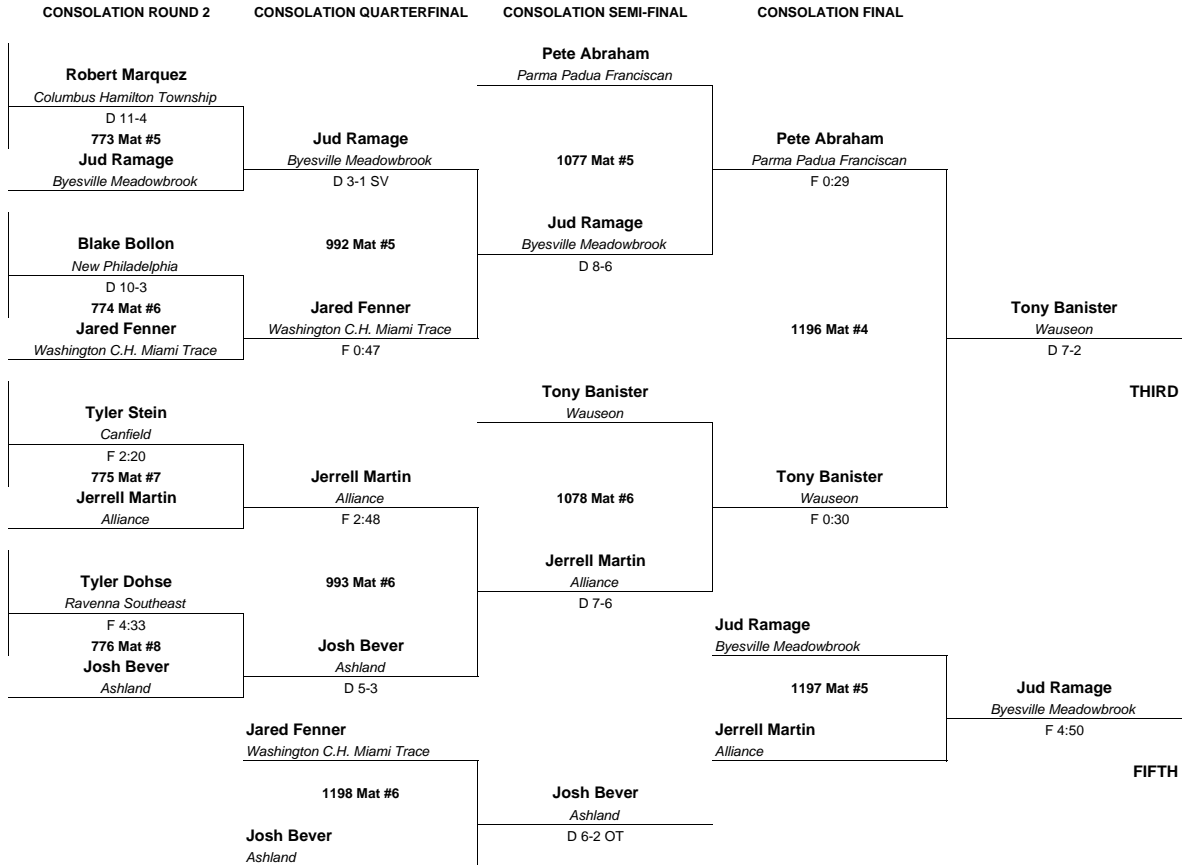 CONSOLATION ROUND 2 CONSOLATION QUARTERFINAL CONSOLATION SEMI-FINAL CONSOLATION FINAL
Robert Marquez
Columbus Hamilton Township
D 11-4
773 Mat #5
Jud Ramage
Byesville Meadowbrook
Blake Bollon
New Philadelphia
D 10-3
774 Mat #6
Jared Fenner
Washington C.H. Miami Trace
Tyler Stein
Canfield
F 2:20
775 Mat #7
Jerrell Martin
Alliance
Tyler Dohse
Ravenna Southeast
F 4:33
776 Mat #8
Josh Bever
Ashland
Jud Ramage
Byesville Meadowbrook
D 3-1 SV
992 Mat #5
Jared Fenner
Washington C.H. Miami Trace
F 0:47
Jerrell Martin
Alliance
F 2:48
993 Mat #6
Josh Bever
Ashland
D 5-3
Jared Fenner
Washington C.H. Miami Trace
1198 Mat #6
Josh Bever
Ashland
Pete Abraham
Parma Padua Franciscan
1077 Mat #5
Jud Ramage
Byesville Meadowbrook
D 8-6
Tony Banister
Wauseon
1078 Mat #6
Jerrell Martin
Alliance
D 7-6
Josh Bever
Ashland
D 6-2 OT
Pete Abraham
Parma Padua Franciscan
F 0:29
1196 Mat #4
Tony Banister
Wauseon
F 0:30
Jud Ramage
Byesville Meadowbrook
1197 Mat #5
Jerrell Martin
Alliance
Tony Banister
Wauseon
D 7-2
THIRD
Jud Ramage
Byesville Meadowbrook
F 4:50
FIFTH